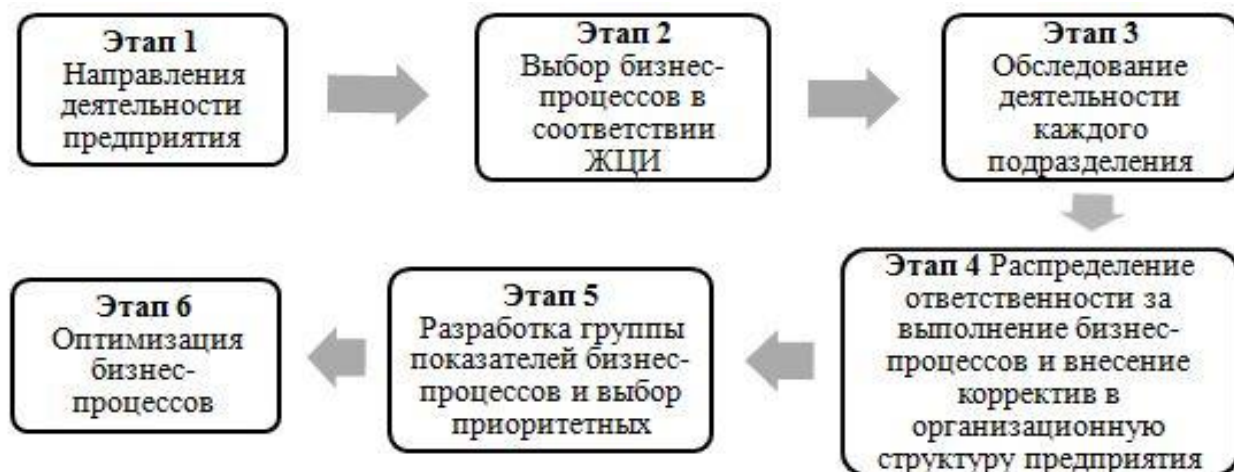 Этап 1
Направления
деятельности
предприятия
Этап 2
Выбор бизнес-
процессов в
соответствии
ЖЦИ
Этап 3
Обследование
деятельности
каждого
подразделения
Этап 4 Распределение
ответственности за
выполнение бизнес-
процессов и внесение
корректив в
организационную
структуру предприятия
Этап 5
Разработка группы
показателей бизнес-
процессов и выбор
приоритетных
Этап 6
Оптимизация
бизнес-
процессов